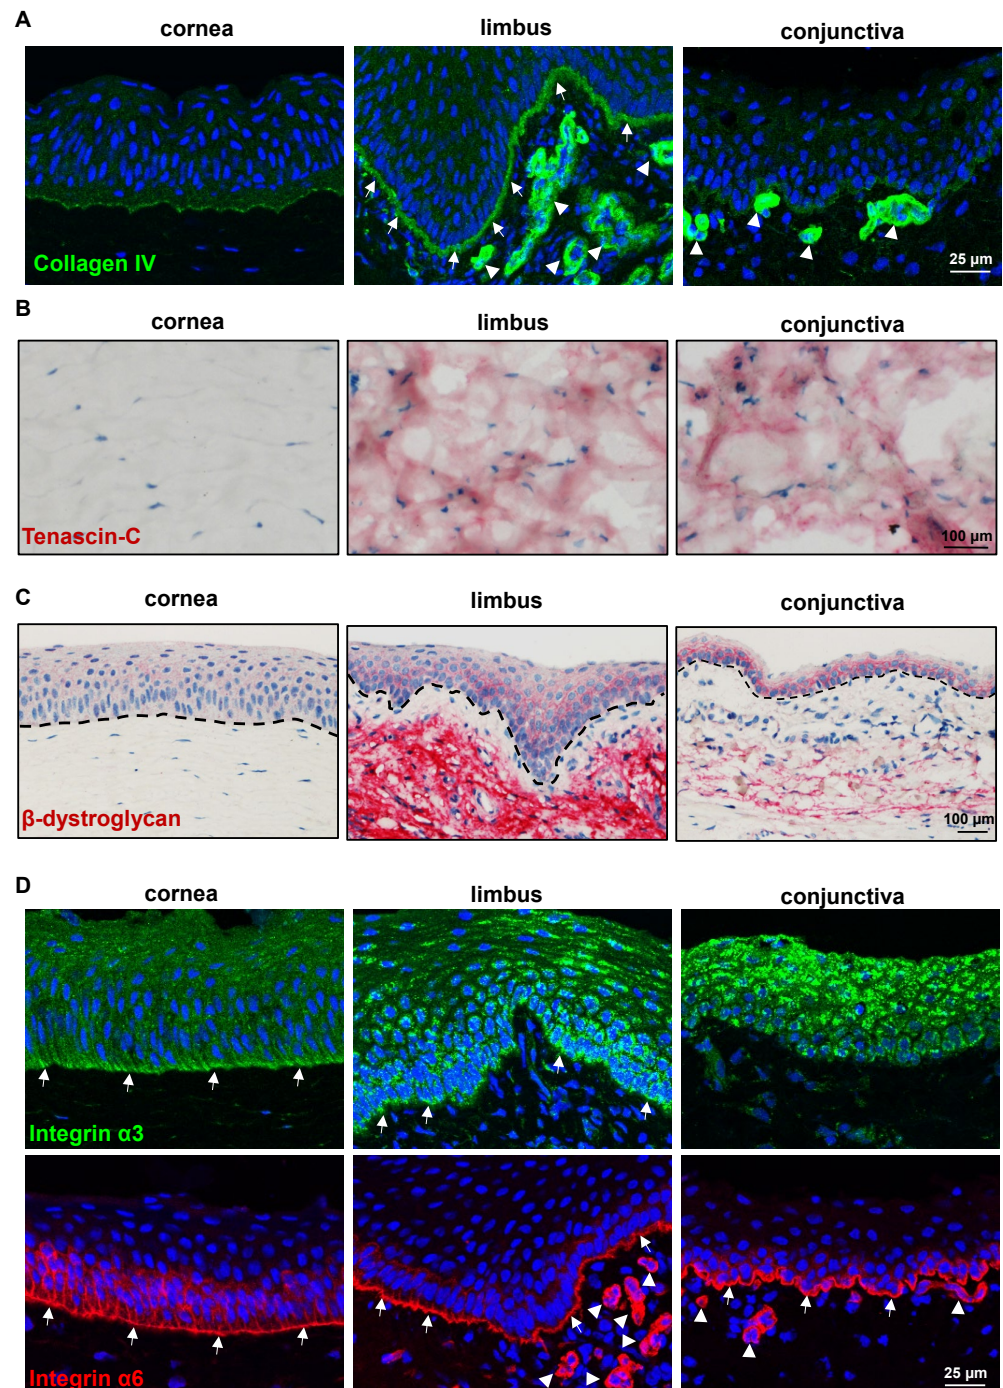 A
cornea
limbus
conjunctiva
Collagen IV
25 µm
B
cornea
limbus
conjunctiva
Tenascin-C
100 µm
C
cornea
limbus
conjunctiva
β-dystroglycan
100 µm
D
cornea
limbus
conjunctiva
Integrin α3
Integrin α6
25 µm